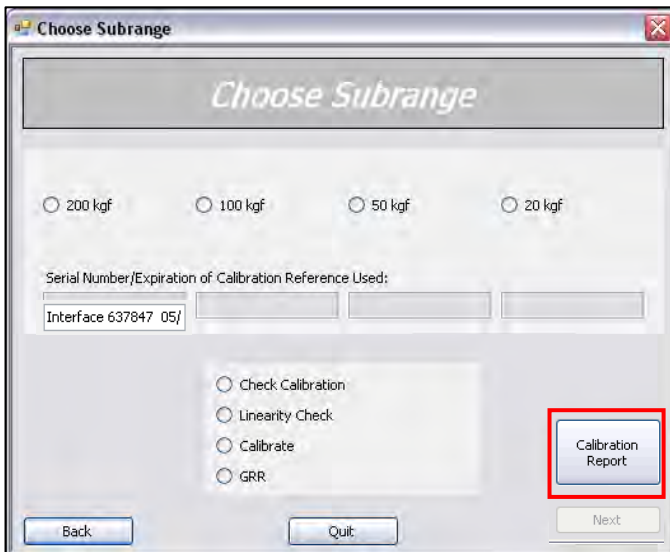 Choose Subrange
Choose Subrange
200 kgf 100 kgf 50 kgf 20 kgf
Serial Number/Expiration of Calibration Reference Used:
Interface 637847 05/
Check Calibration
Linearity Check
Calibrate
GRR
Calibration
Report
Back Quit Next